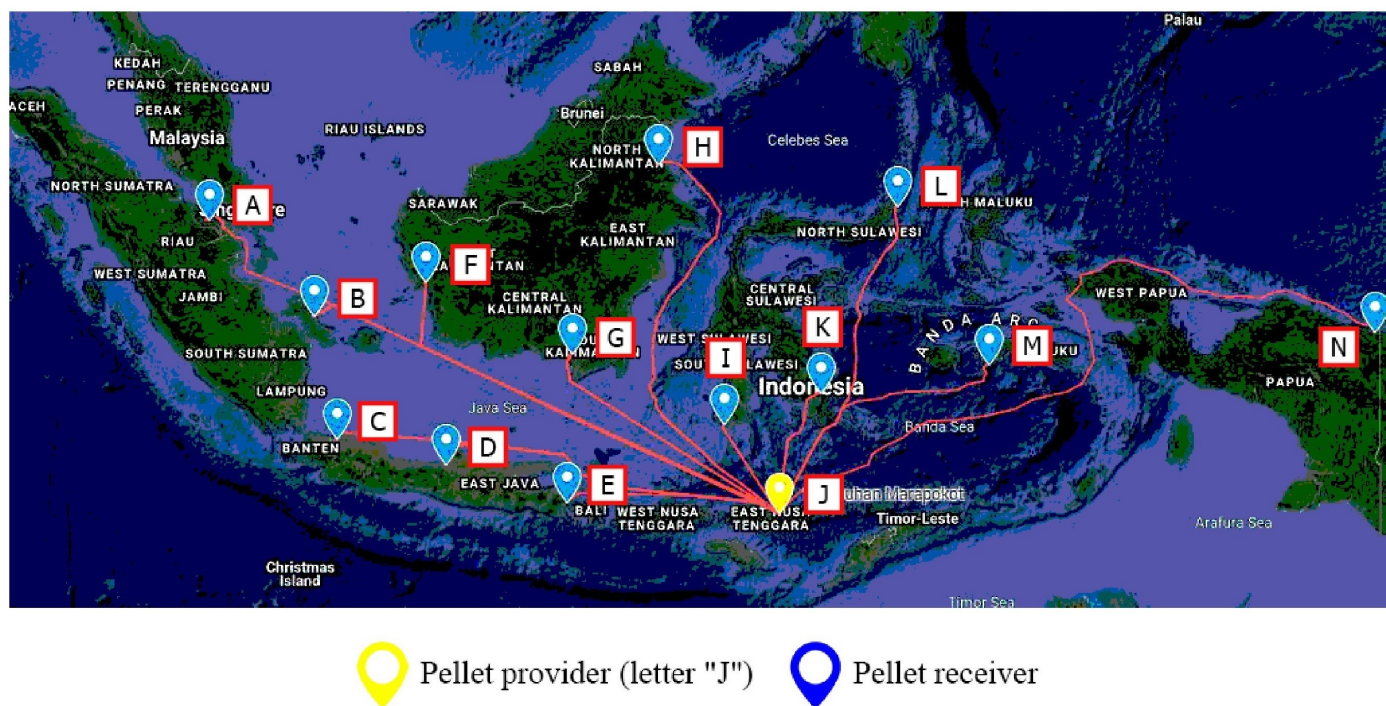 Palau
KEDAH
PENANG
TERENGGANU
SABAH
ACEH
PERAK
Brunei
RIAU ISLANDS
Malaysia
Celebes Sea
NORTH
KALIMANTAN
H
NORTH SUMATRA
L
A
SARAWAK
MALUKU
RIAU
EAST
KALIMANTAN
NORTH SULAWESI
F
WEST SUMATRA
B
CENTRAL
SULAWESI
WEST PAPUA
JAMBI
CENTRAL
KALIMANTAN
K
BANDA ARC
G
WEST SULAWESI
M
N
SOUTH SUMATRA
I
Indonesia
PAPUA
LAMPUNG
Java Sea
C
Banda Sea
BANTEN
D
EAST JAVA
E
J
Marapokot
BALI
WEST NUSA
TENGGARA
EAST NUSA
TENGGARA
Timor-Leste
Arafura Sea
Christmas
Island
Timor Sea
Pellet provider (letter "J")
Pellet receiver